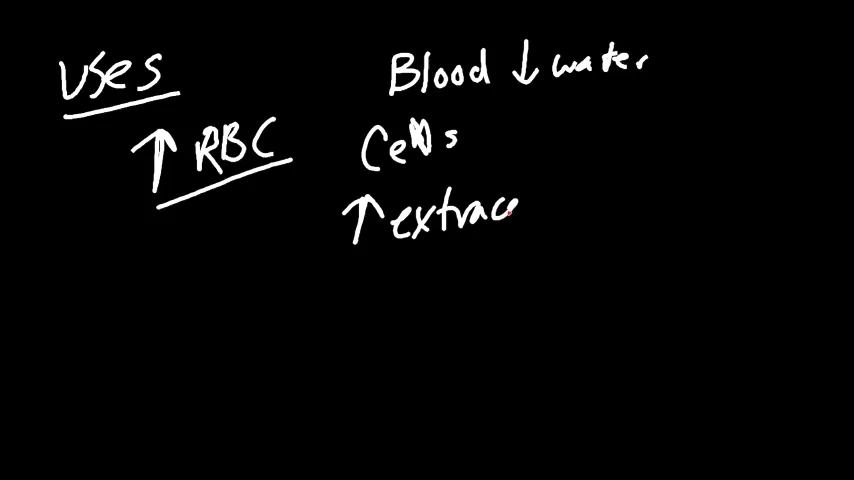 Uses
Blood ↓ water
↑ RBC
Cells
↑ extrac